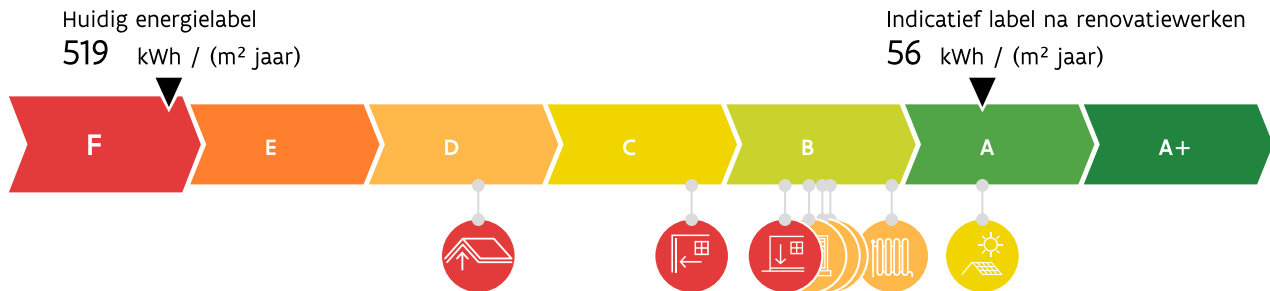 Huidig energielabel
519 kWh / (m² jaar)
Indicatief label na renovatiewerken
56 kWh / (m² jaar)
F E D C B A A+